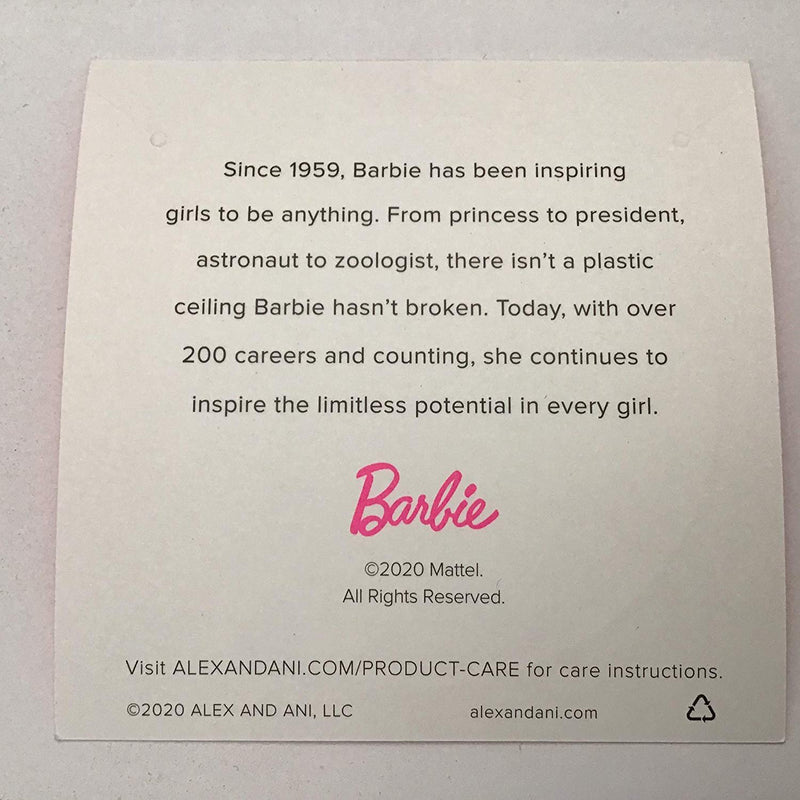 Since 1959, Barbie has been inspiring
girls to be anything. From princess to president,
astronaut to zoologist, there isn't a plastic
ceiling Barbie hasn't broken. Today, with over
200 careers and counting, she continues to
inspire the limitless potential in every girl.
Barbie
©2020 Mattel.
All Rights Reserved.
Visit ALEXANDANI.COM/PRODUCT-CARE for care instructions.
©2020 ALEX AND ANI, LLC alexandani.com